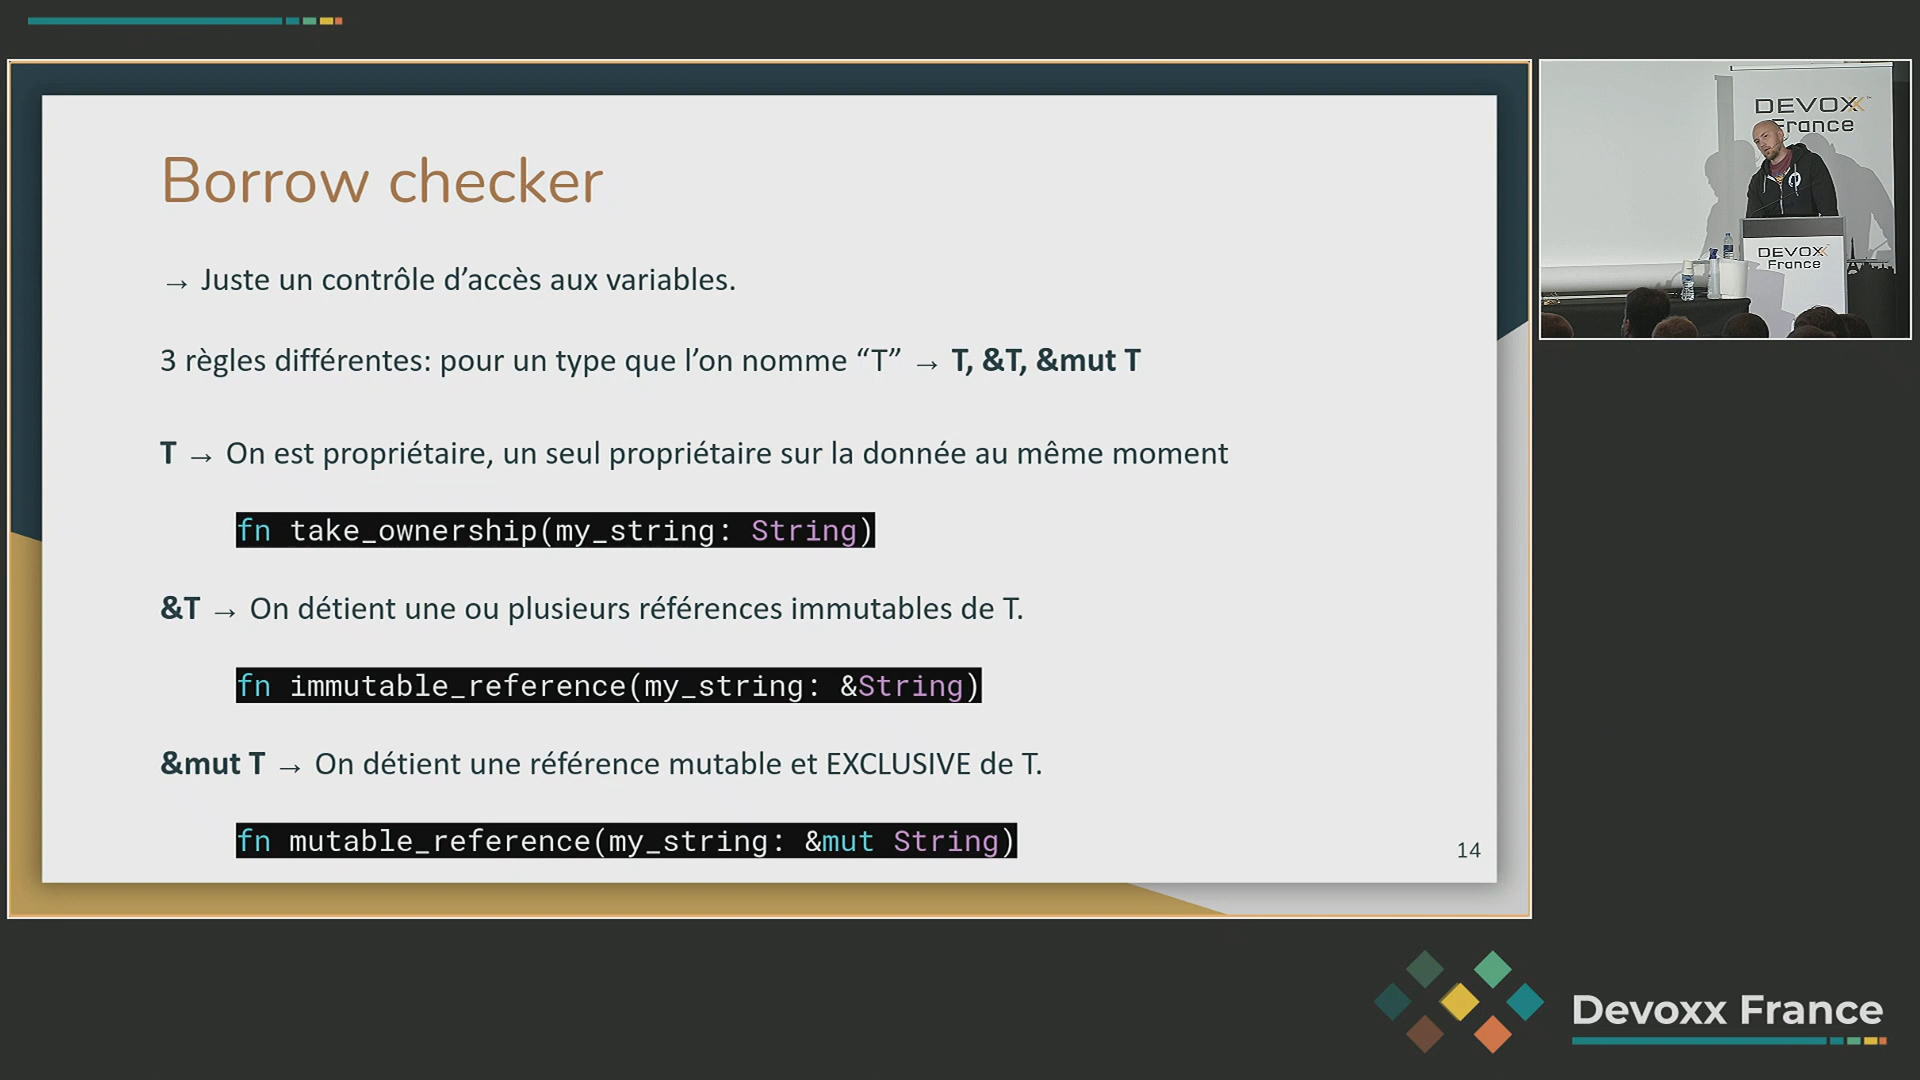 Borrow checker
→ Juste un contrôle d’accès aux variables.
3 règles différentes: pour un type que l’on nomme “T” → T, &T, &mut T
T → On est propriétaire, un seul propriétaire sur la donnée au même moment
fn take_ownership(my_string: String)
&T → On détient une ou plusieurs références immutables de T.
fn immutable_reference(my_string: &String)
&mut T → On détient une référence mutable et EXCLUSIVE de T.
fn mutable_reference(my_string: &mut String)
14
DEVOXX
France
DEVOXX
France
Devoxx France